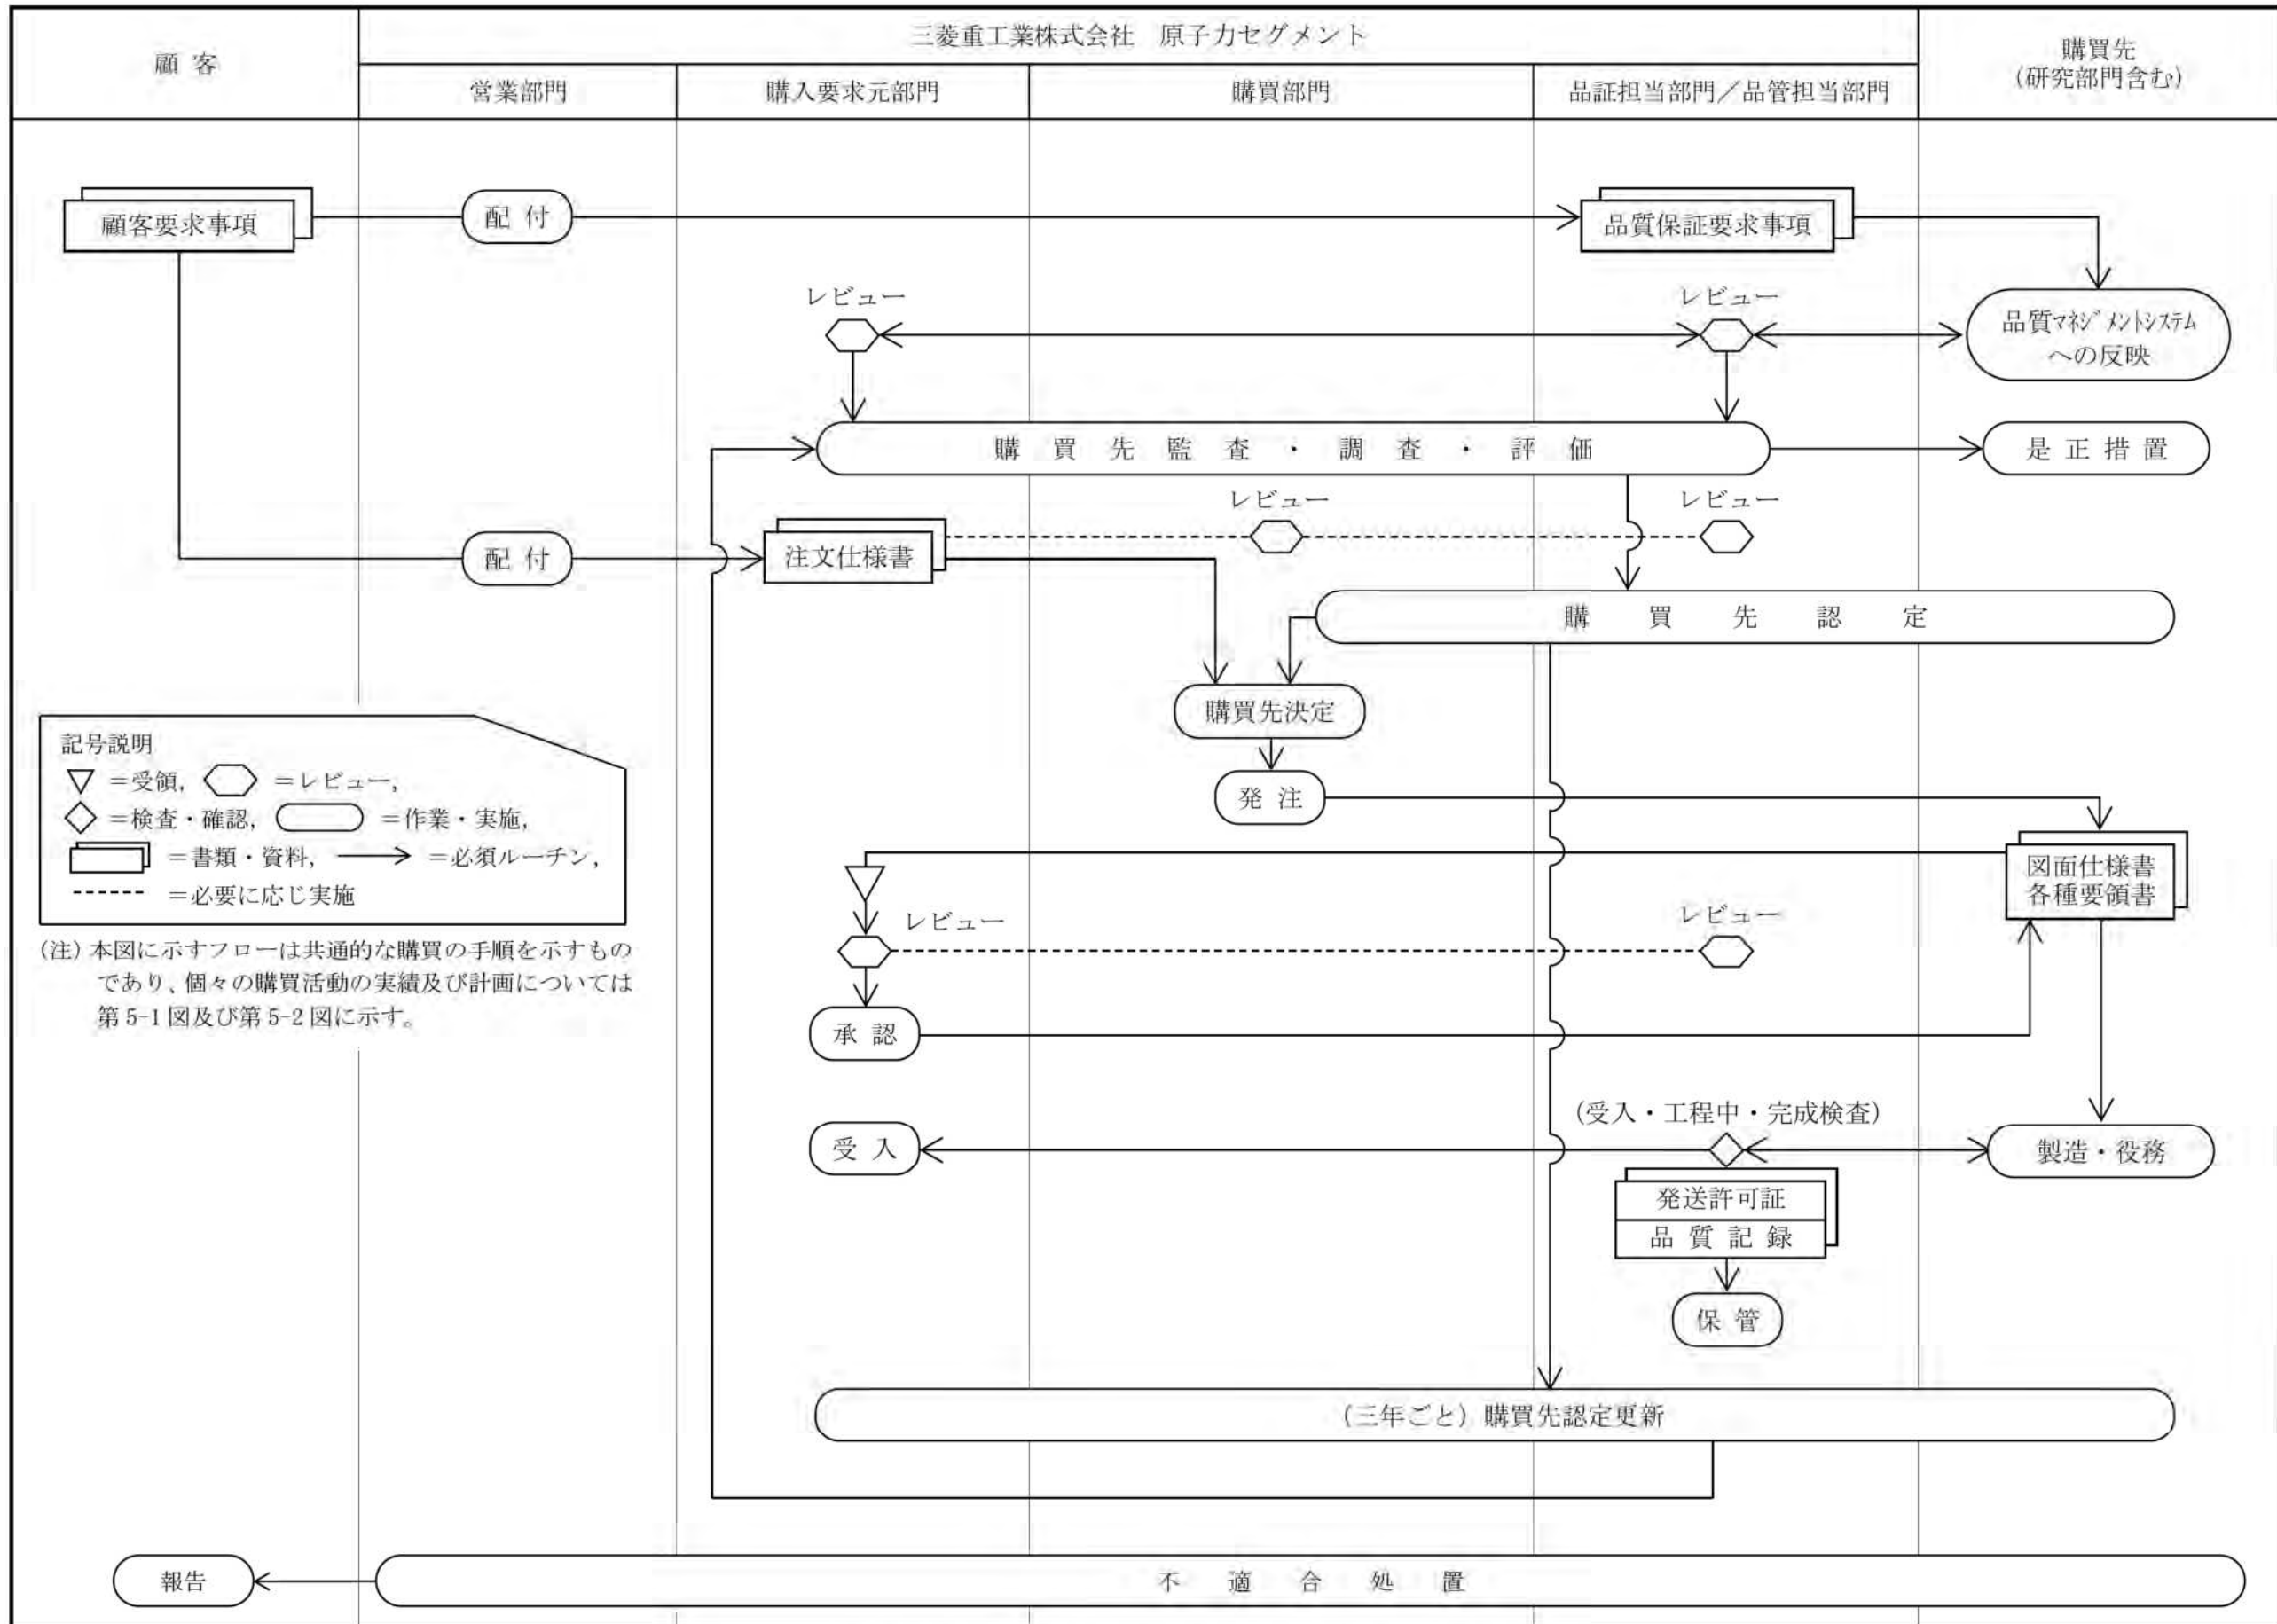 顧客
三菱重工業株式会社 原子力セグメント
購買先
(研究部門含む)
営業部門
購入要求元部門
購買部門
品証担当部門／品管担当部門
顧客要求事項
配付
品質保証要求事項
レビュー
レビュー
品質ﾏﾈｼﾞﾒﾝﾄｼｽﾃﾑ
への反映
購買先監査・調査・評価
是正措置
レビュー
レビュー
配付
注文仕様書
購買先認定
購買先決定
発注
記号説明
＝受領, ＝レビュー,
＝検査・確認, ＝作業・実施,
＝書類・資料, ＝必須ルーチン,
＝必要に応じ実施
(注) 本図に示すフローは共通的な購買の手順を示すもの
であり、個々の購買活動の実績及び計画については
第 5-1 図及び第 5-2 図に示す。
図面仕様書
各種要領書
レビュー
レビュー
承認
(受入・工程中・完成検査)
受入
製造・役務
発送許可証
品質記録
保管
(三年ごと) 購買先認定更新
報告
不適合処置